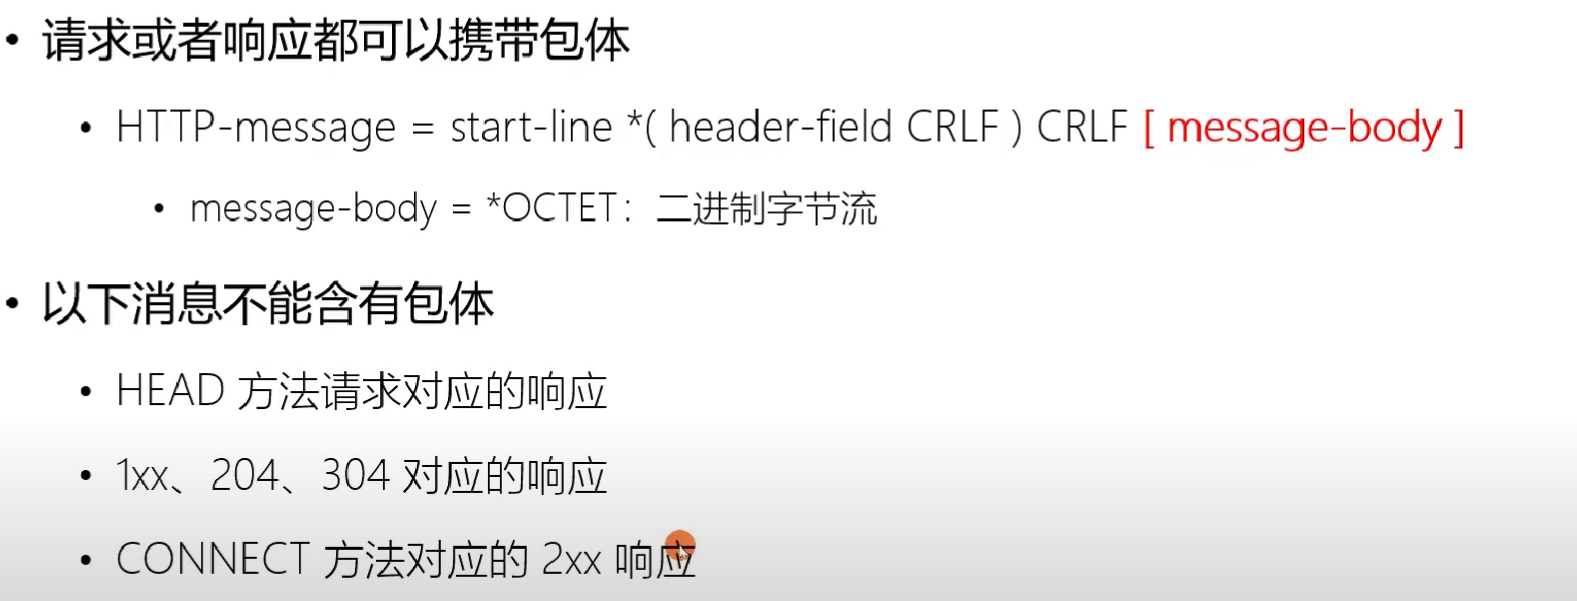 • 请求或者响应都可以携带包体
• HTTP-message = start-line *( header-field CRLF ) CRLF [ message-body ]
• message-body = *OCTET：二进制字节流
• 以下消息不能含有包体
• HEAD 方法请求对应的响应
• 1xx、204、304 对应的响应
• CONNECT 方法对应的 2xx 响应